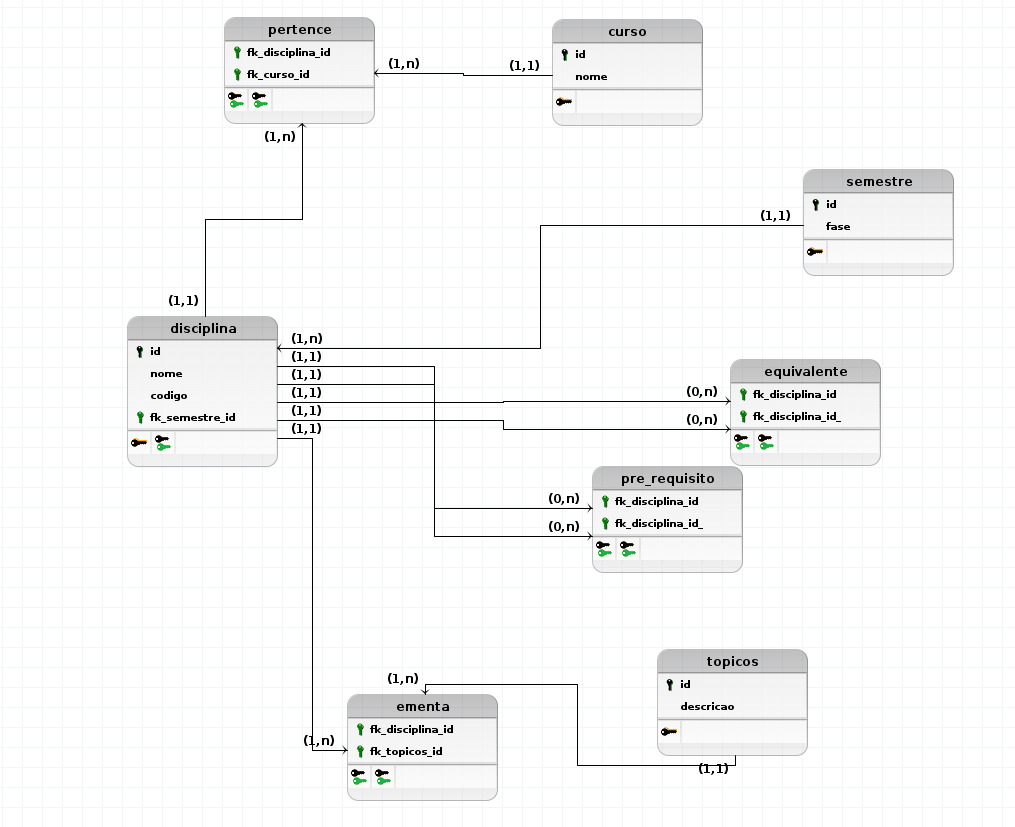 pertence
fk_disciplina_id
fk_curso_id
curso
id
nome
(1,n)
(1,1)
(1,n)
semestre
id
fase
(1,1)
(1,1)
disciplina
id
nome
codigo
fk_semestre_id
(1,n)
(1,1)
(1,1)
(1,1)
(1,1)
(1,1)
equivalente
fk_disciplina_id
fk_disciplina_id_
(0,n)
(0,n)
pre_requisito
fk_disciplina_id
fk_disciplina_id_
(0,n)
(0,n)
topicos
id
descricao
(1,1)
(1,n)
ementa
fk_disciplina_id
fk_topicos_id
(1,n)